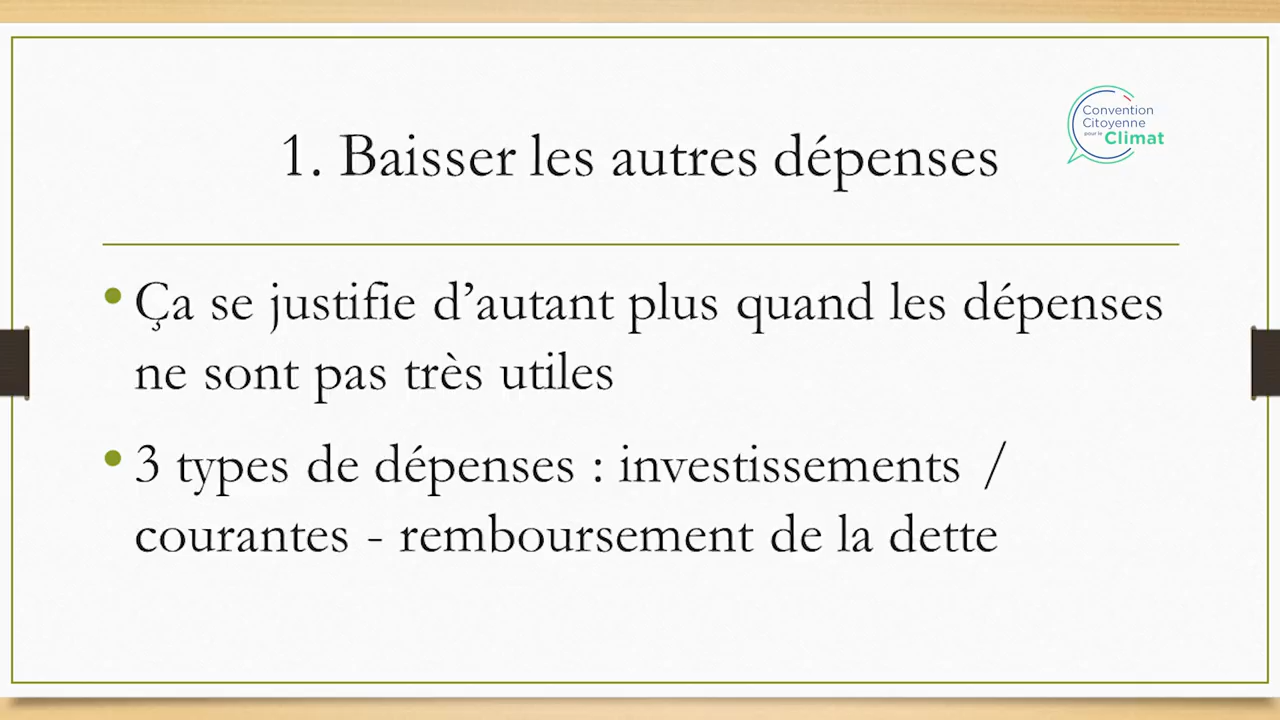 Convention
Citoyenne
pour le Climat
1. Baisser les autres dépenses
• Ça se justifie d’autant plus quand les dépenses
ne sont pas très utiles
• 3 types de dépenses : investissements /
courantes - remboursement de la dette